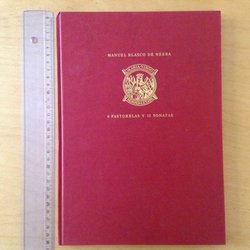 MANUEL BLASCO DE NEBRA
6 PASTORELAS Y 12 SONATAS